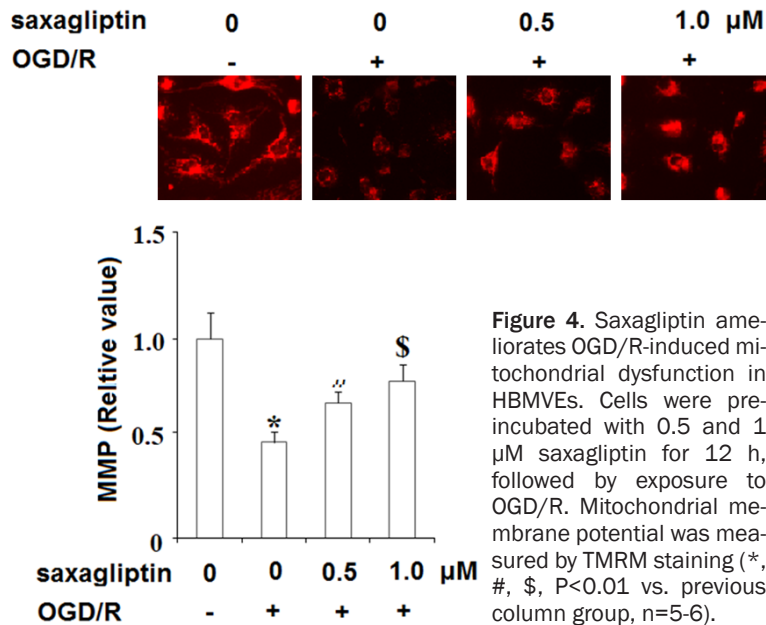 saxagliptin 0 0 0.5 1.0 µM
OGD/R - + + +
1.5
1.0
0.5
0
MMP (Reltive value)
* # $
saxagliptin 0 0 0.5 1.0 µM
OGD/R - + + +
Figure 4. Saxagliptin ame-
liorates OGD/R-induced mi-
tochondrial dysfunction in
HBMVEs. Cells were pre-
incubated with 0.5 and 1
µM saxagliptin for 12 h,
followed by exposure to
OGD/R. Mitochondrial me-
mbrane potential was mea-
sured by TMRM staining (*,
#, $, P<0.01 vs. previous
column group, n=5-6).